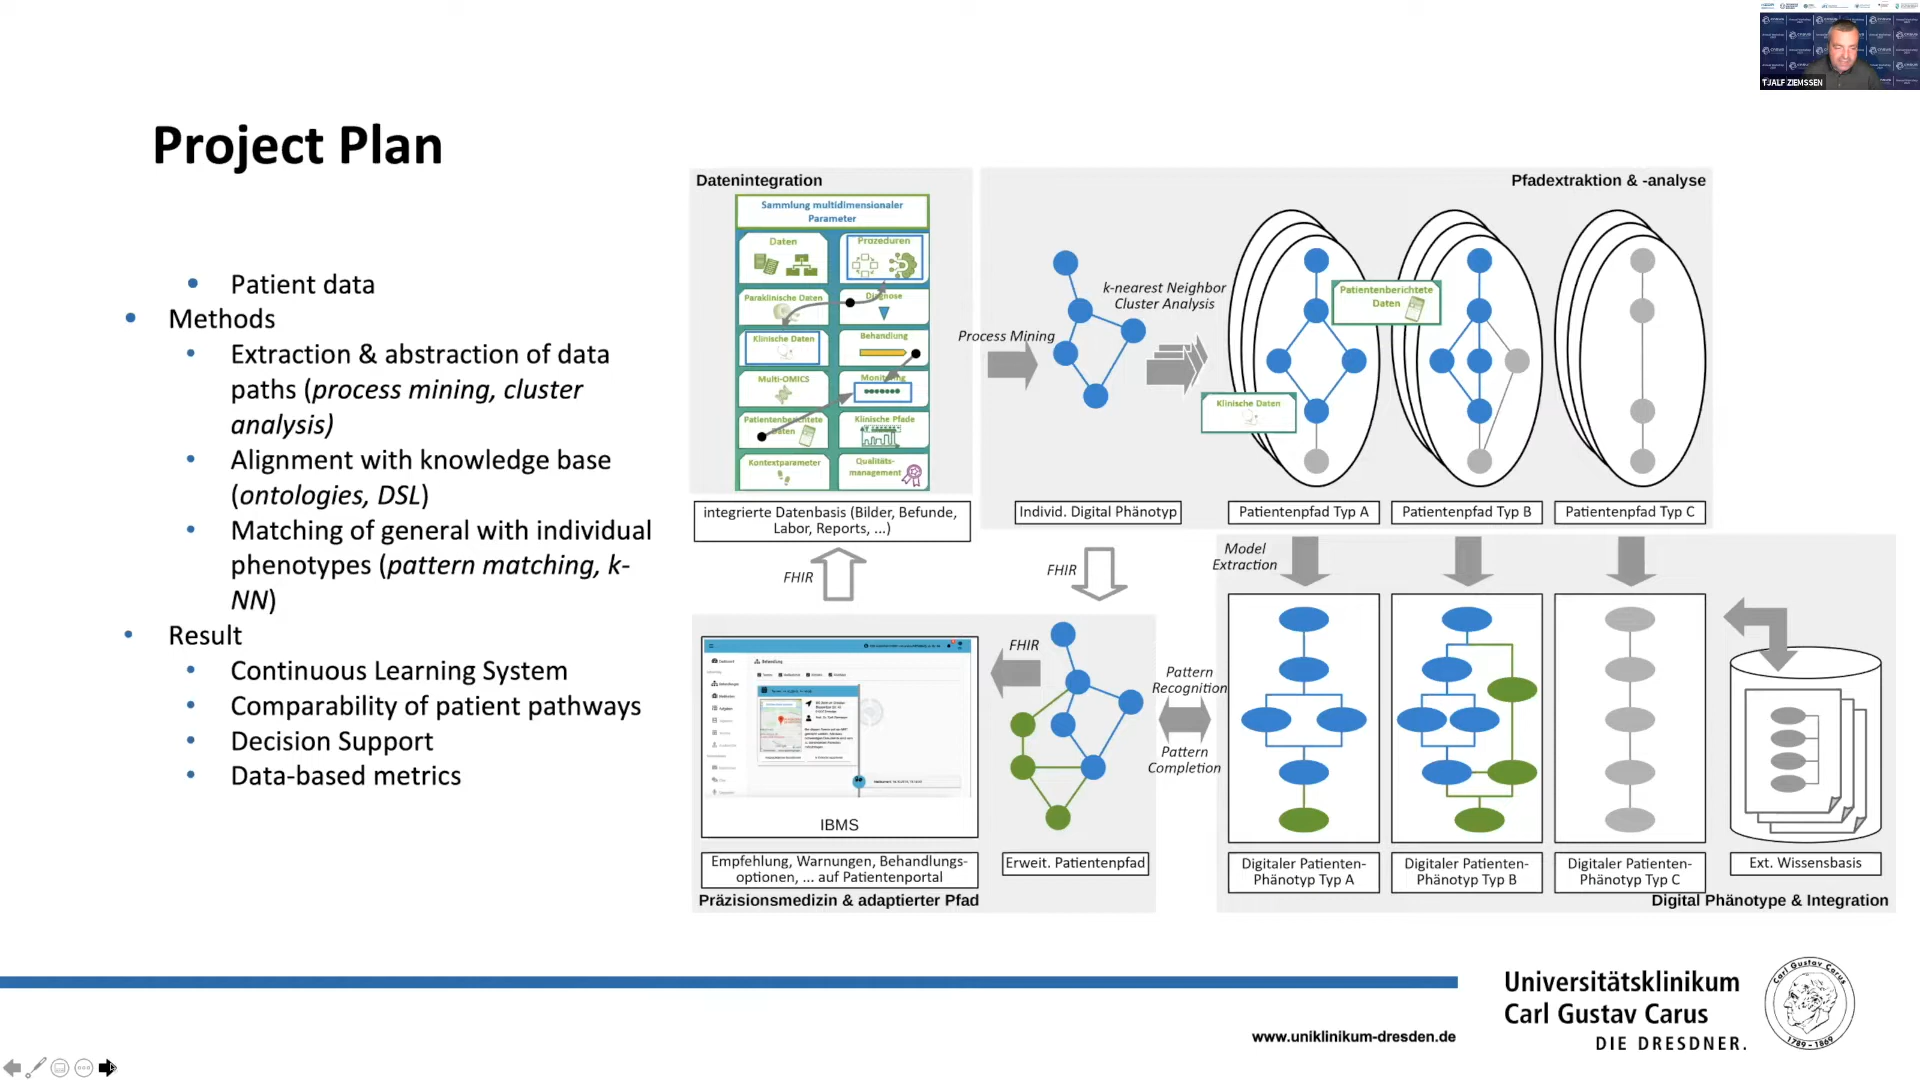 TJALF ZIEMSSEN
Project Plan
Patient data
Methods
Extraction & abstraction of data
paths (process mining, cluster
analysis)
Alignment with knowledge base
(ontologies, DSL)
Matching of general with individual
phenotypes (pattern matching, k-
NN)
Result
Continuous Learning System
Comparability of patient pathways
Decision Support
Data-based metrics
Datenintegration
Sammlung multidimensionaler
Parameter
Daten
Prozeduren
Paraklinische Daten
Diagnose
Klinische Daten
Behandlung
Multi-OMICS
Monitoring
Patientenberichtete
Daten
Klinische Pfade
Kontextparameter
Qualitäts-
management
integrierte Datenbasis (Bilder, Befunde,
Labor, Reports, ...)
Pfadextraktion & -analyse
Process Mining
k-nearest Neighbor
Cluster Analysis
Patientenberichtete
Daten
Klinische Daten
Individ. Digital Phänotyp
Patientenpfad Typ A
Patientenpfad Typ B
Patientenpfad Typ C
FHIR
FHIR
Model
Extraction
FHIR
Pattern
Recognition
Pattern
Completion
IBMS
Empfehlung, Warnungen, Behandlungs-
optionen, ... auf Patientenportal
Erweit. Patientenpfad
Präzisionsmedizin & adaptierter Pfad
Digitaler Patienten-
Phänotyp Typ A
Digitaler Patienten-
Phänotyp Typ B
Digitaler Patienten-
Phänotyp Typ C
Ext. Wissensbasis
Digital Phänotype & Integration
www.uniklinikum-dresden.de
Universitätsklinikum
Carl Gustav Carus
DIE DRESDNER.
Carl Gustav Carus
1789 - 1869